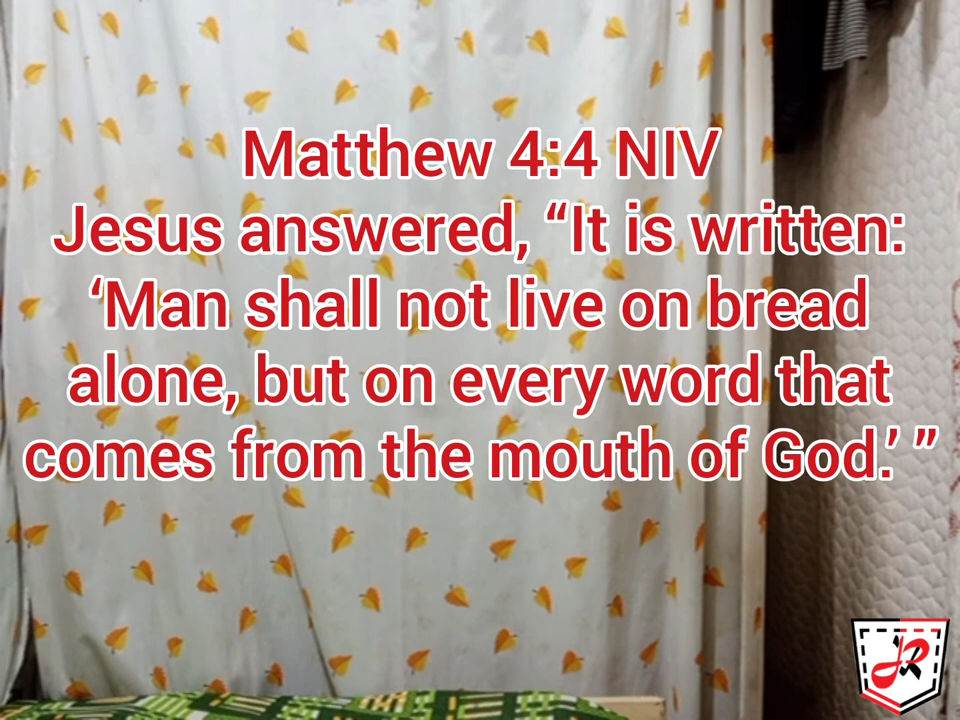 Matthew 4:4 NIV
Jesus answered, “It is written:
‘Man shall not live on bread
alone, but on every word that
comes from the mouth of God.’ ”